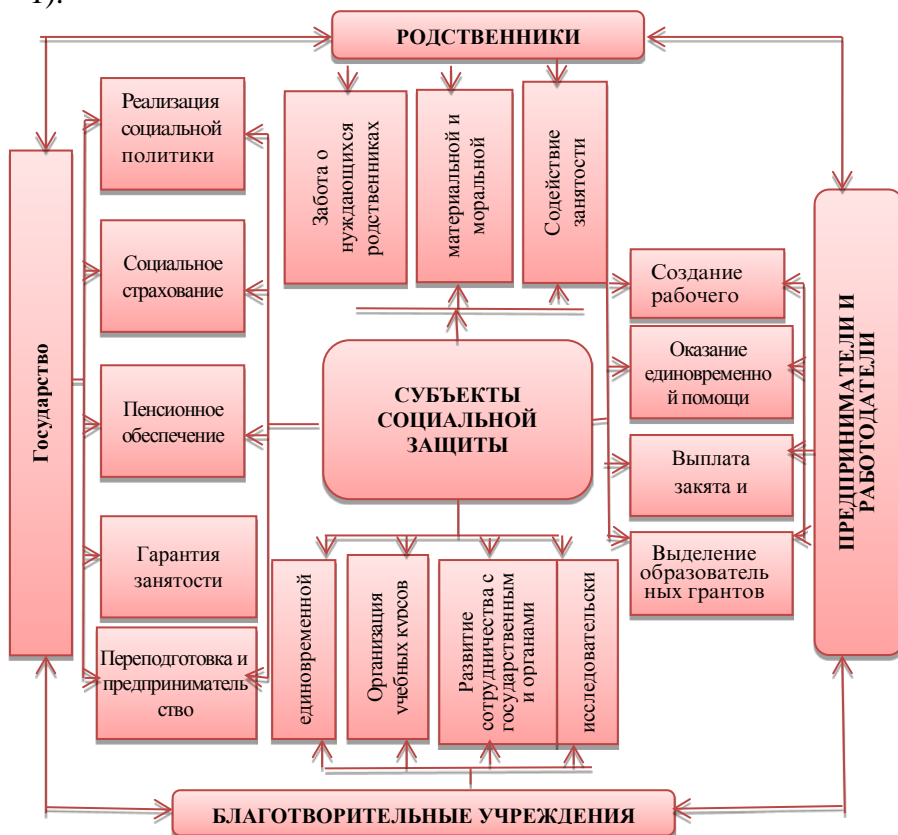 1).
РОДСТВЕННИКИ
Реализация
социальной
политики
Забота о
нуждающихся
родственниках
материальной и
моральной
Содействие
занятости
Государство
Социальное
страхование
Создание
рабочего
ПРЕДПРИНИМАТЕЛИ И
РАБОТОДАТЕЛИ
Оказание
единовременно
й помощи
СУБЪЕКТЫ
СОЦИАЛЬНОЙ
ЗАЩИТЫ
Пенсионное
обеспечение
Выплата
закята и
Гарантия
занятости
Выделение
образователь
ных грантов
Переподготовка и
предприниматель
ство
единовременной
Организация
учебных курсов
Развитие
сотрудничества с
государственным
и органами
исследовательски
БЛАГОТВОРИТЕЛЬНЫЕ УЧРЕЖДЕНИЯ